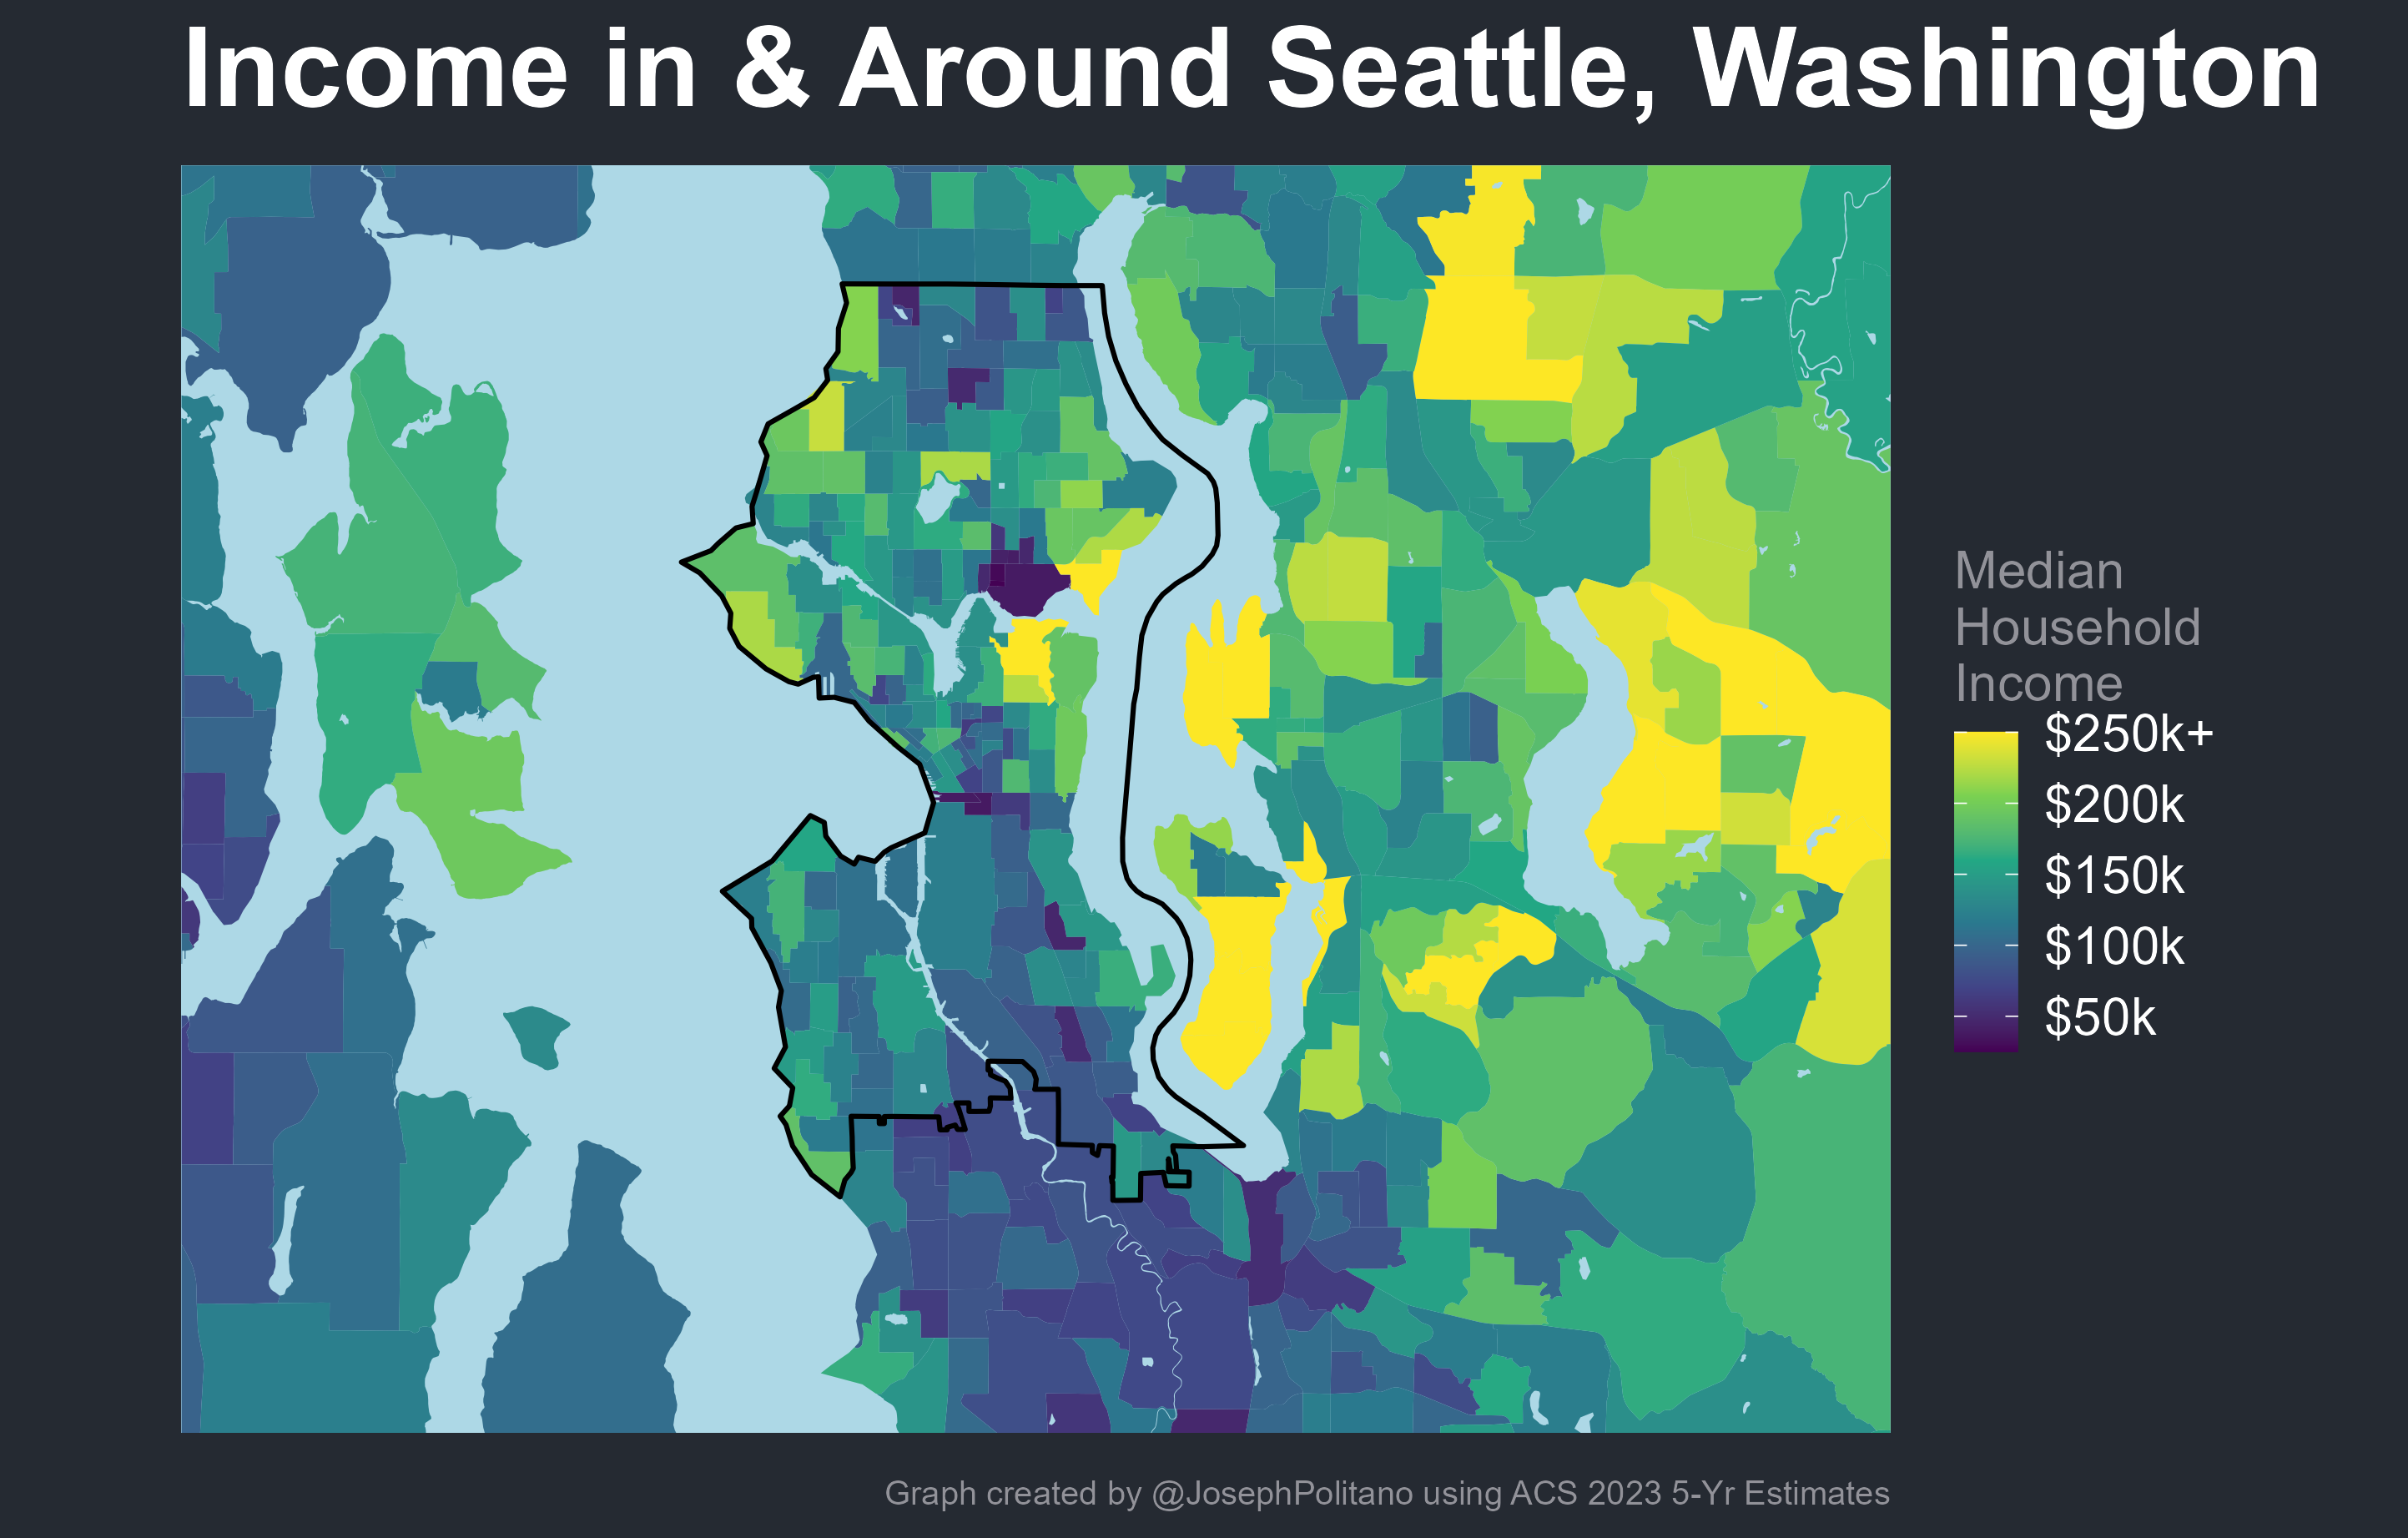 Income in & Around Seattle, Washington
Median
Household
Income
$250k+
$200k
$150k
$100k
$50k
Graph created by @JosephPolitano using ACS 2023 5-Yr Estimates